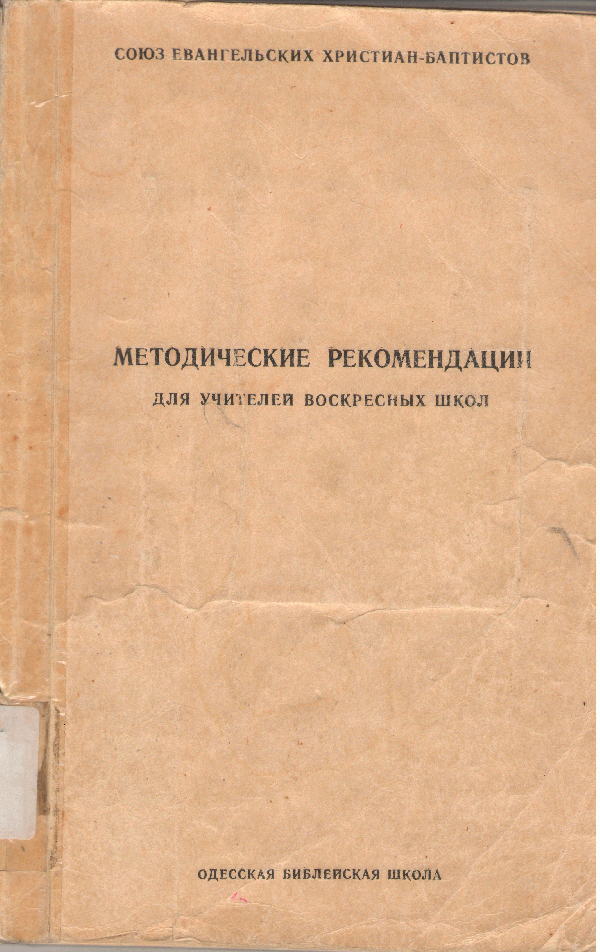 СОЮЗ ЕВАНГЕЛЬСКИХ ХРИСТИАН-БАПТИСТОВ
МЕТОДИЧЕСКИЕ РЕКОМЕНДАЦИИ
ДЛЯ УЧИТЕЛЕЙ ВОСКРЕСНЫХ ШКОЛ
ОДЕССКАЯ БИБЛЕЙСКАЯ ШКОЛА